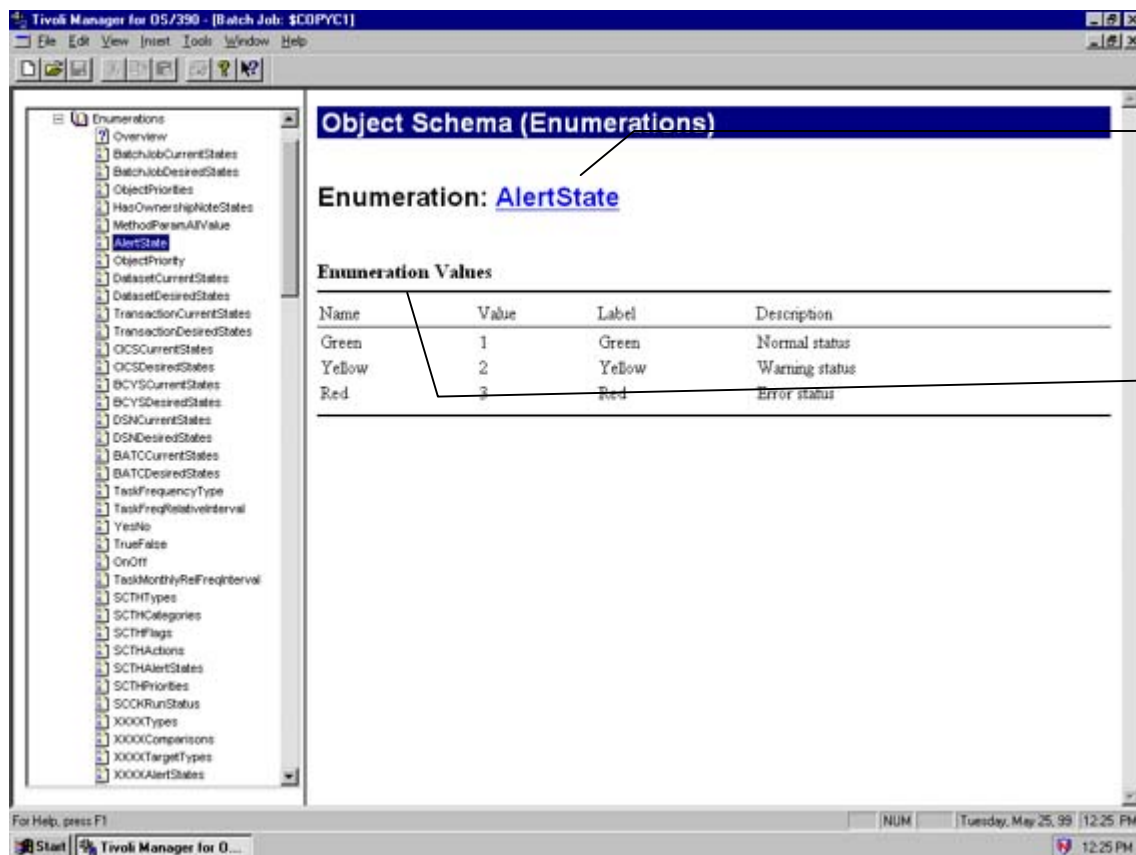 Tivoli Manager for OS/390 - [Batch Job: $COPYC1]
File Edit View Insert Tools Window Help
Enumerations
Overview
BatchJobCurrentStates
BatchJobDesiredStates
ObjectPriorities
HasOwnershipNoteStates
MethodParamAllValue
AlertState
ObjectPriority
DatasetCurrentStates
DatasetDesiredStates
TransactionCurrentStates
TransactionDesiredStates
CICSCurrentStates
CICSDesiredStates
BCYSCurrentStates
BCYSDesiredStates
DSNCurrentStates
DSNDesiredStates
BATCCurrentStates
BATCDesiredStates
TaskFrequencyType
TaskFreqRelativeInterval
YesNo
TrueFalse
OnOff
TaskMonthlyRelFreqInterval
SCTHTypes
SCTHCategories
SCTHFlags
SCTHActions
SCTHAlertStates
SCTHPriorities
SCCKRunStatus
XXXXTypes
XXXXComparisons
XXXXTargetTypes
XXXXAlertStates
Object Schema (Enumerations)
Enumeration: AlertState
Enumeration Values
Name Value Label Description
Green 1 Green Normal status
Yellow 2 Yellow Warning status
Red 3 Red Error status
For Help, press F1
NUM Tuesday, May 25, 99 12:25 PM
Start Tivoli Manager for O... 12:25 PM